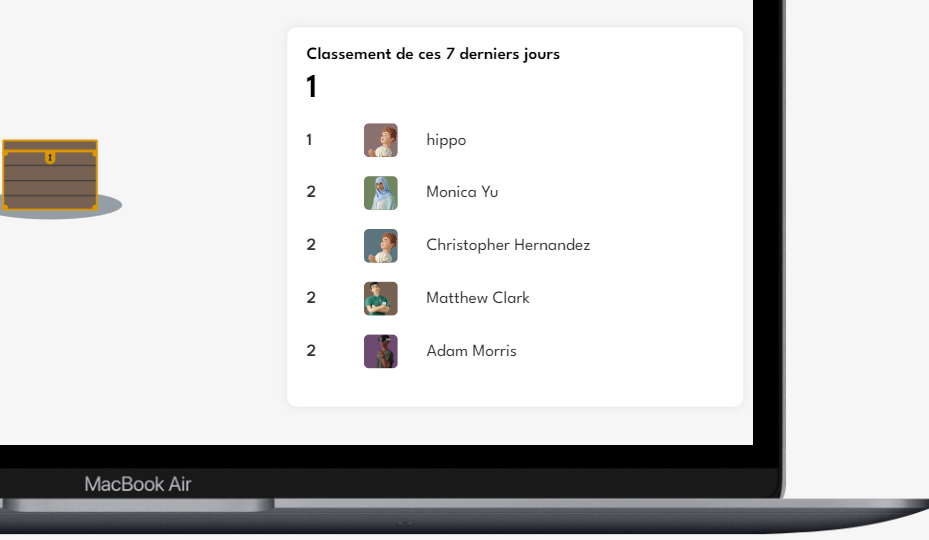 Classement de ces 7 derniers jours
1
1 hippo
2 Monica Yu
2 Christopher Hernandez
2 Matthew Clark
2 Adam Morris
MacBook Air